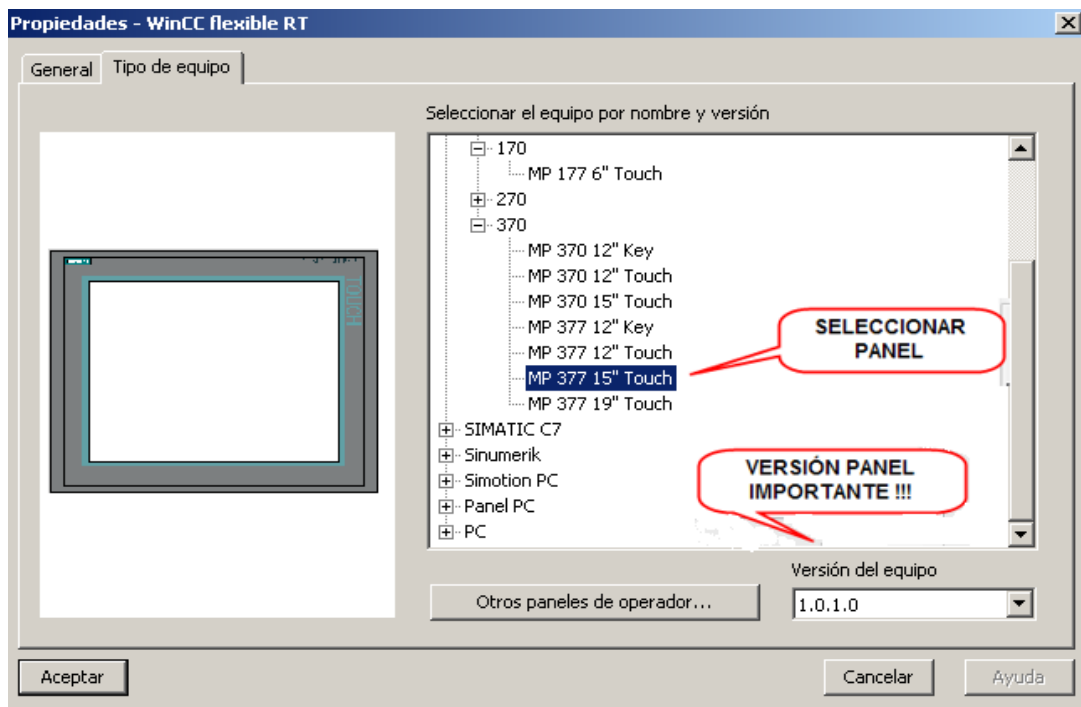 Propiedades - WinCC flexible RT
General
Tipo de equipo
Seleccionar el equipo por nombre y versión
170
MP 177 6" Touch
270
370
MP 370 12" Key
MP 370 12" Touch
MP 370 15" Touch
MP 377 12" Key
MP 377 12" Touch
MP 377 15" Touch
MP 377 19" Touch
SIMATIC C7
Sinumerik
Simotion PC
Panel PC
PC
SELECCIONAR
PANEL
VERSIÓN PANEL
IMPORTANTE !!!
TOUCH
Otros paneles de operador...
Versión del equipo
1.0.1.0
Aceptar
Cancelar
Ayuda